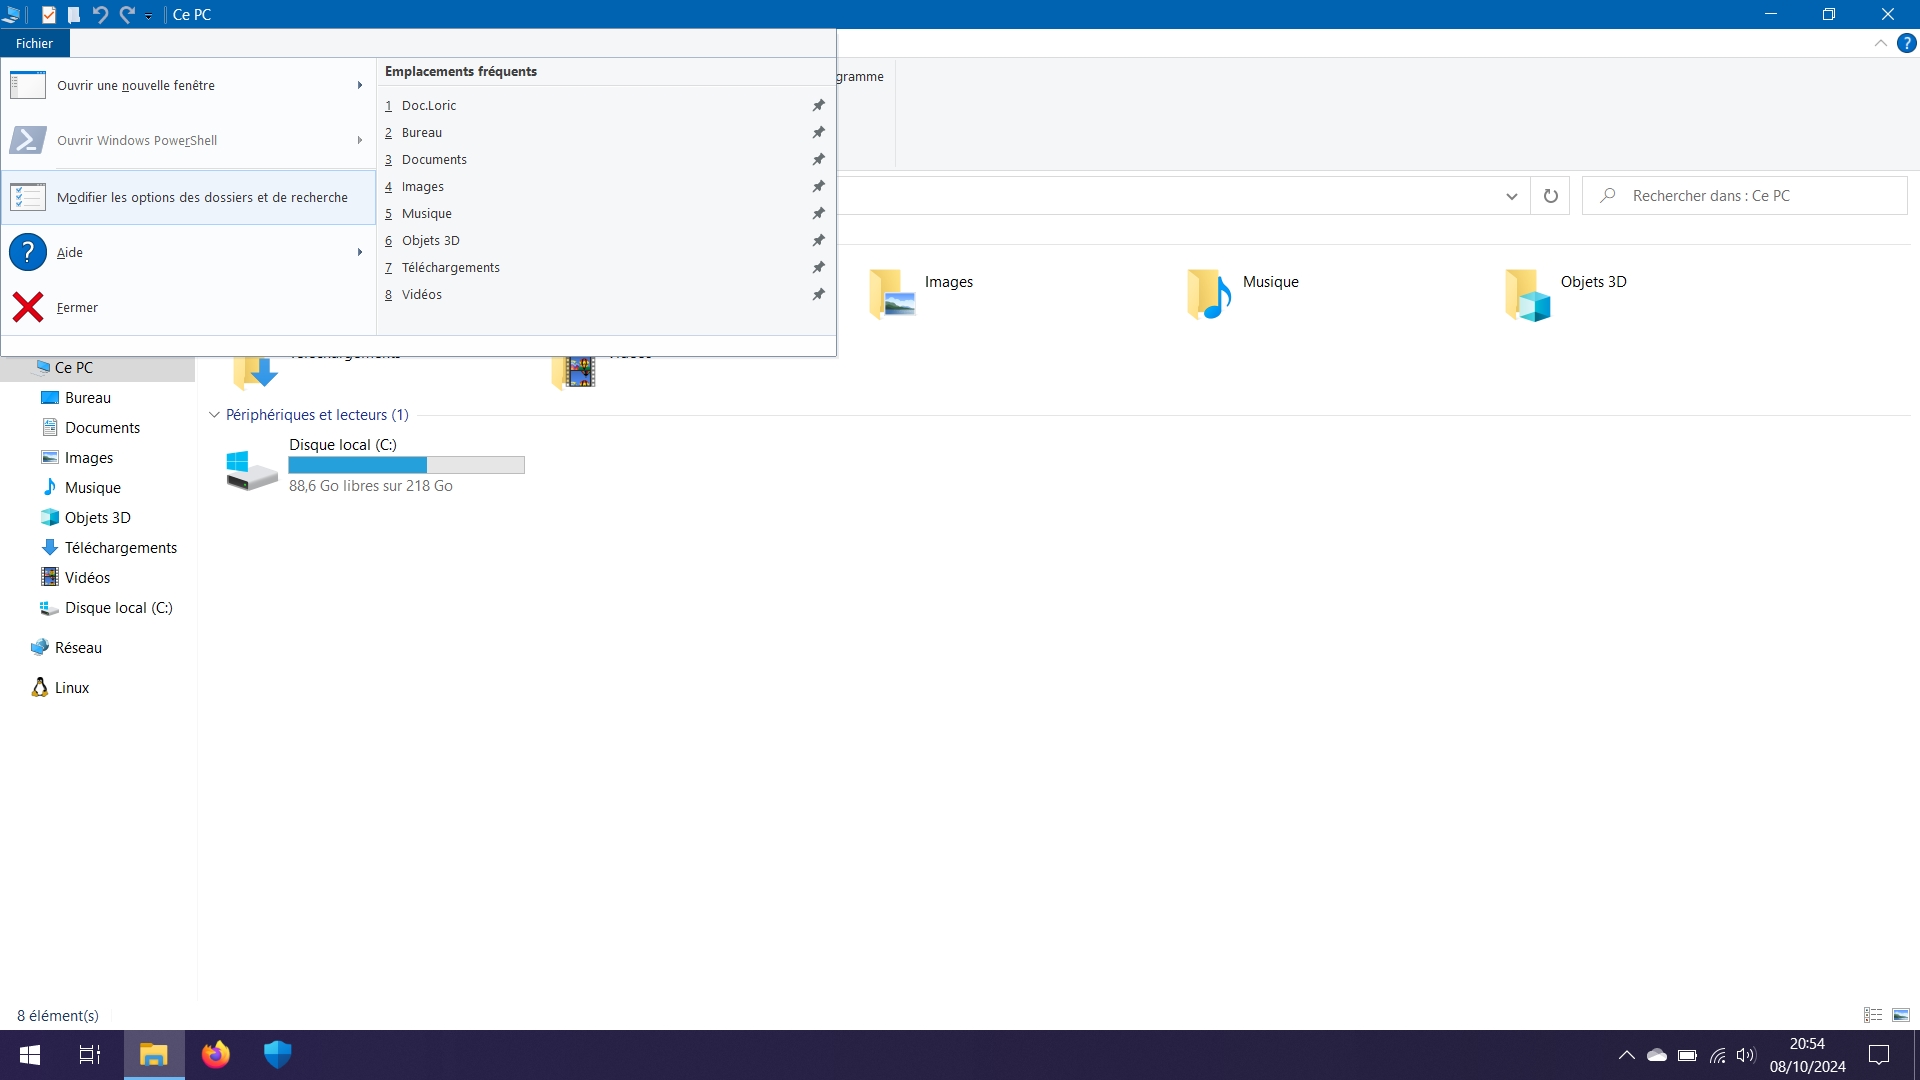 Ce PC
Fichier
Ouvrir une nouvelle fenêtre
Ouvrir Windows PowerShell
Modifier les options des dossiers et de recherche
Aide
Fermer
Emplacements fréquents
1 Doc.Loric
2 Bureau
3 Documents
4 Images
5 Musique
6 Objets 3D
7 Téléchargements
8 Vidéos
gramme
Rechercher dans : Ce PC
Images
Musique
Objets 3D
Ce PC
Bureau
Documents
Images
Musique
Objets 3D
Téléchargements
Vidéos
Disque local (C:)
Réseau
Linux
Périphériques et lecteurs (1)
Disque local (C:)
88,6 Go libres sur 218 Go
8 élément(s)
20:54
08/10/2024